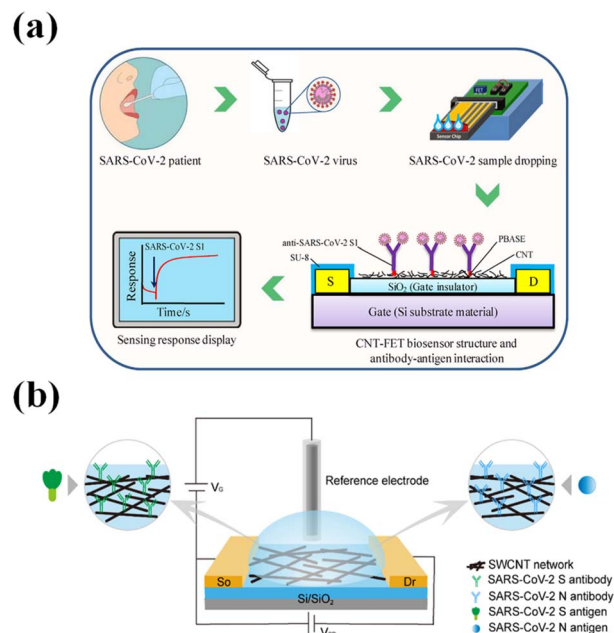 (a)
SARS-CoV-2 patient
SARS-CoV-2 virus
FET
Sensor Chip
SARS-CoV-2 sample dropping
SARS-CoV-2 S1
Response
Time/s
Sensing response display
anti-SARS-CoV-2 S1
SU-8
PBASE
CNT
S
D
SiO₂ (Gate insulator)
Gate (Si substrate material)
CNT-FET biosensor structure and
antibody-antigen interaction
(b)
V_G
Reference electrode
So
Dr
Si/SiO₂
SWCNT network
SARS-CoV-2 S antibody
SARS-CoV-2 N antibody
SARS-CoV-2 S antigen
SARS-CoV-2 N antigen